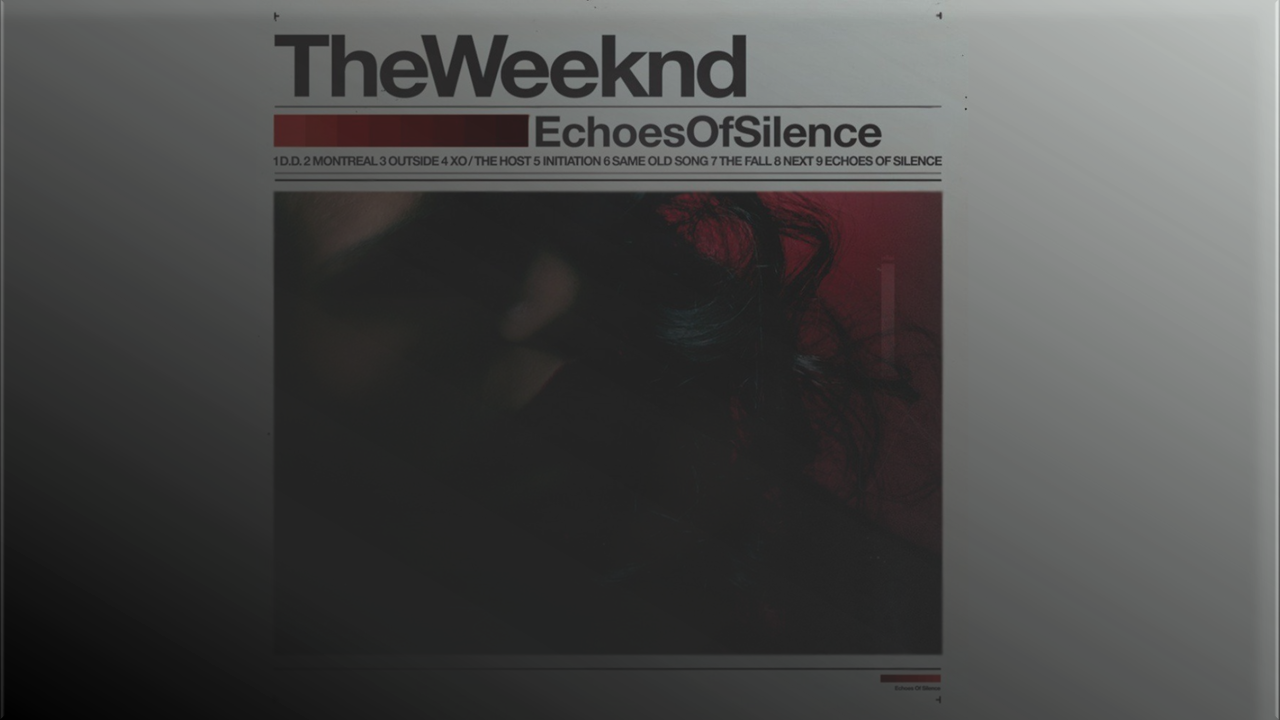 TheWeeknd
EchoesOfSilence
1 D.D. 2 MONTREAL 3 OUTSIDE 4 XO / THE HOST 5 INITIATION 6 SAME OLD SONG 7 THE FALL 8 NEXT 9 ECHOES OF SILENCE
Echoes Of Silence